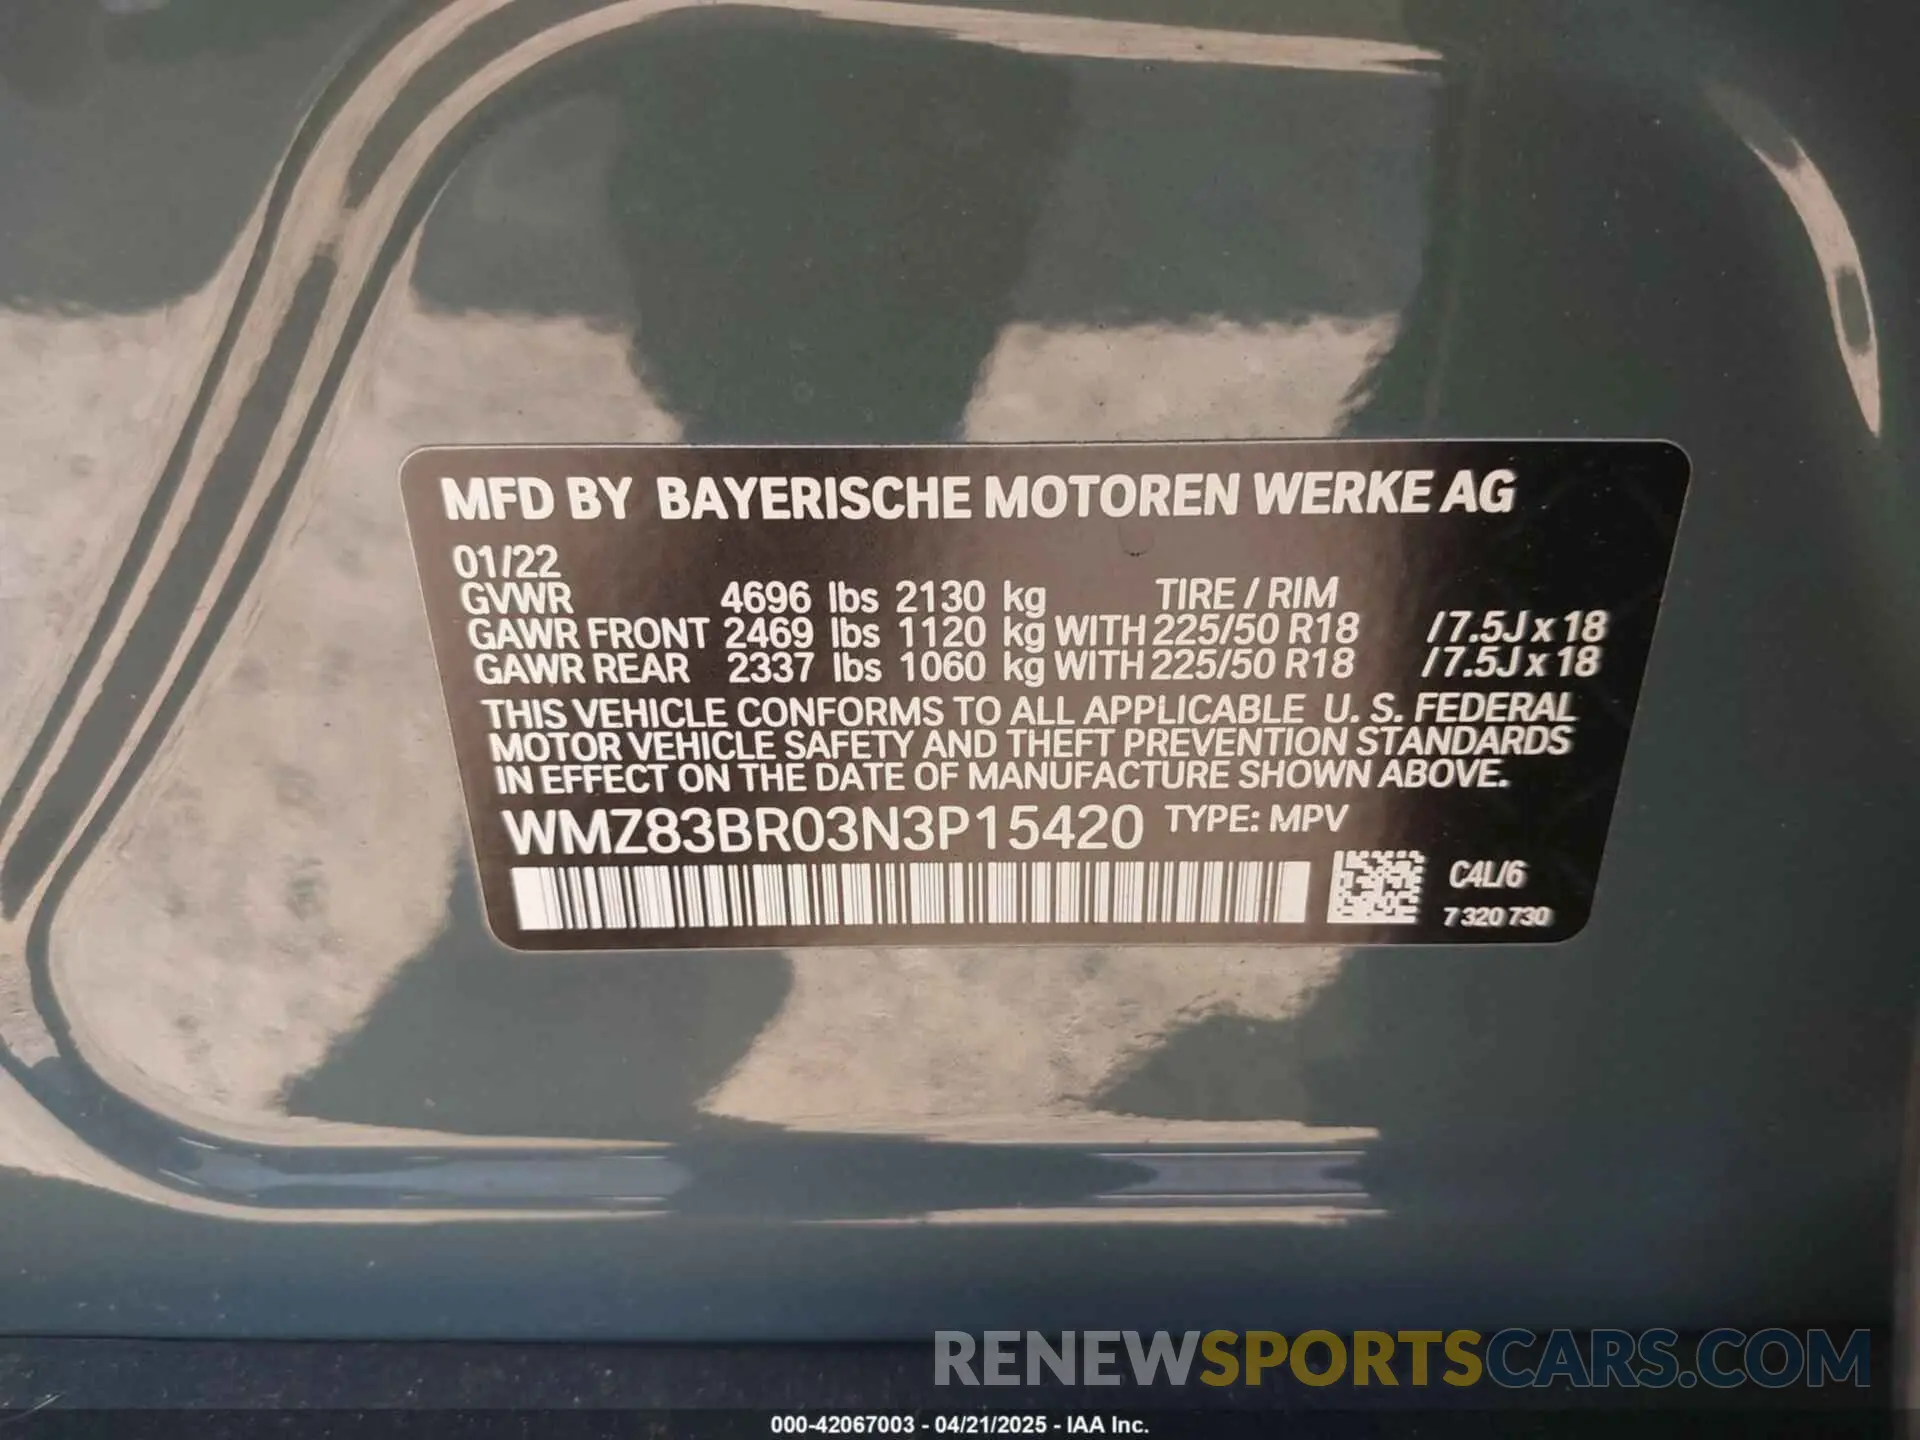 MFD BY BAYERISCHE MOTOREN WERKE AG
01/22
GVWR 4696 lbs 2130 kg TIRE / RIM
GAWR FRONT 2469 lbs 1120 kg WITH 225/50 R18 / 7.5J x 18
GAWR REAR 2337 lbs 1060 kg WITH 225/50 R18 / 7.5J x 18
THIS VEHICLE CONFORMS TO ALL APPLICABLE U. S. FEDERAL
MOTOR VEHICLE SAFETY AND THEFT PREVENTION STANDARDS
IN EFFECT ON THE DATE OF MANUFACTURE SHOWN ABOVE.
WMZ83BR03N3P15420 TYPE: MPV
C4L/6
7 320 730
RENEWSPORTSCARS.COM
000-42067003 - 04/21/2025 - IAA Inc.